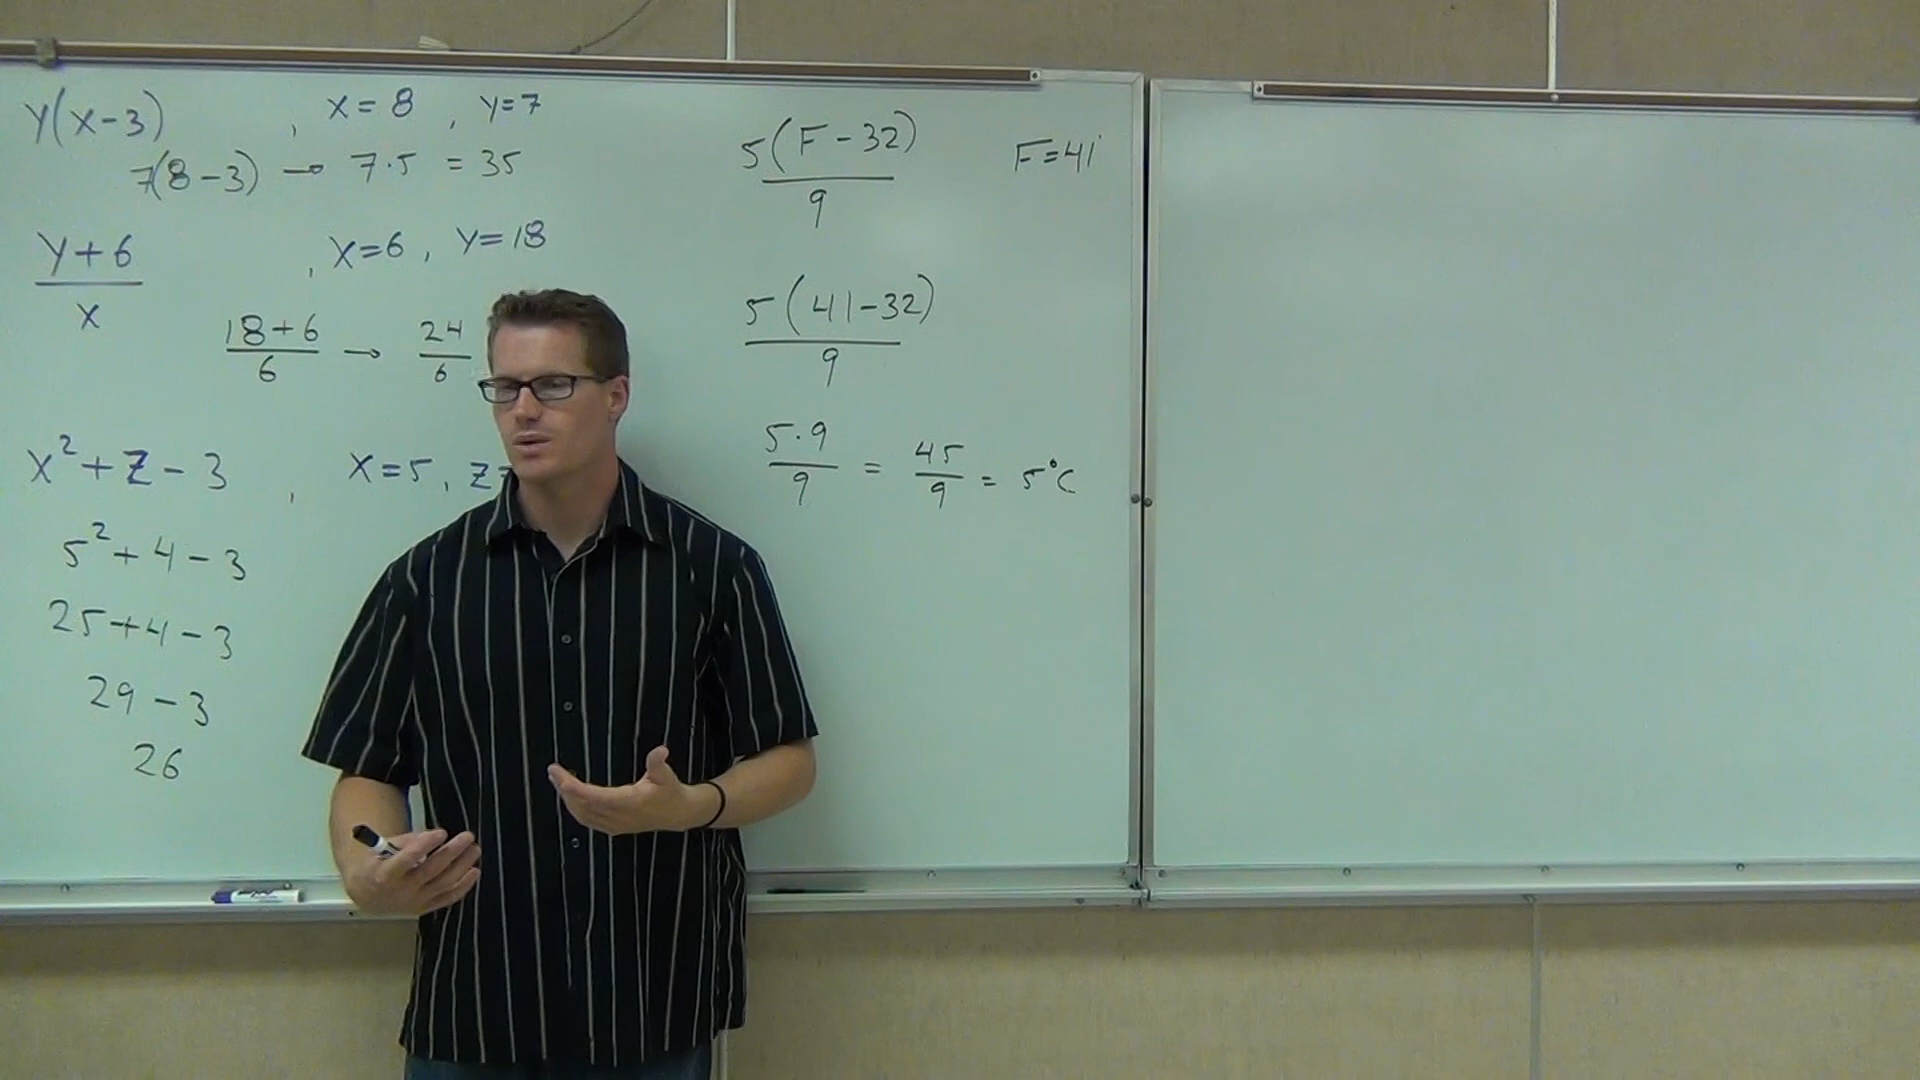 y(x-3) , x=8 , y=7
7(8-3) → 7·5 = 35
y+6
x
, x=6 , y=18
18+6 → 24
6 6
x²+z-3 , x=5, z=
5²+4-3
25+4-3
29-3
26
5(F-32) F=41
9
5(41-32)
9
5·9 = 45 = 5°C
9 9